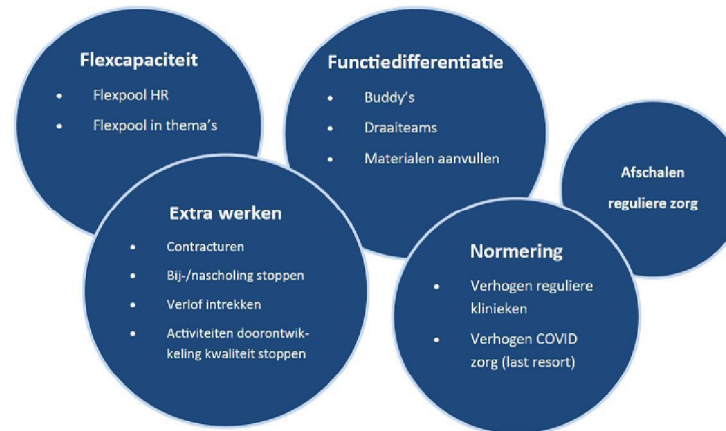 Flexcapaciteit
• Flexpool HR
• Flexpool in thema's
Functiedifferentiatie
• Buddy's
• Draaiteams
• Materialen aanvullen
Afschalen
reguliere zorg
Extra werken
• Contracturen
• Bij-/nascholing stoppen
• Verlof intrekken
• Activiteiten doorontwik-
keling kwaliteit stoppen
Normering
• Verhogen reguliere
klinieken
• Verhogen COVID
zorg (last resort)